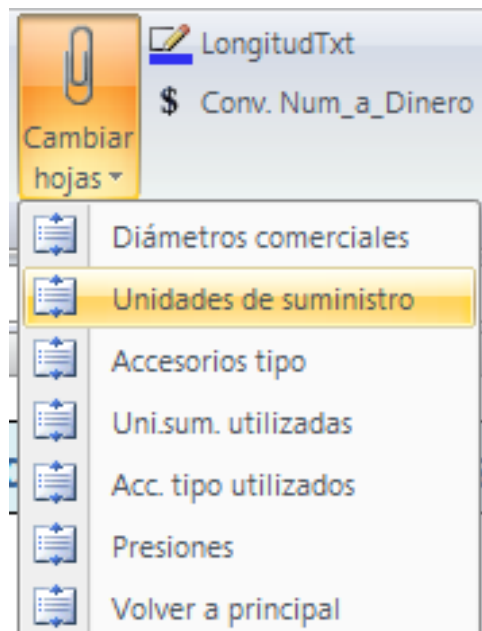 LongitudTxt
$ Conv. Num_a_Dinero
Cambiar
hojas
Diámetros comerciales
Unidades de suministro
Accesorios tipo
Uni.sum. utilizadas
Acc. tipo utilizados
Presiones
Volver a principal